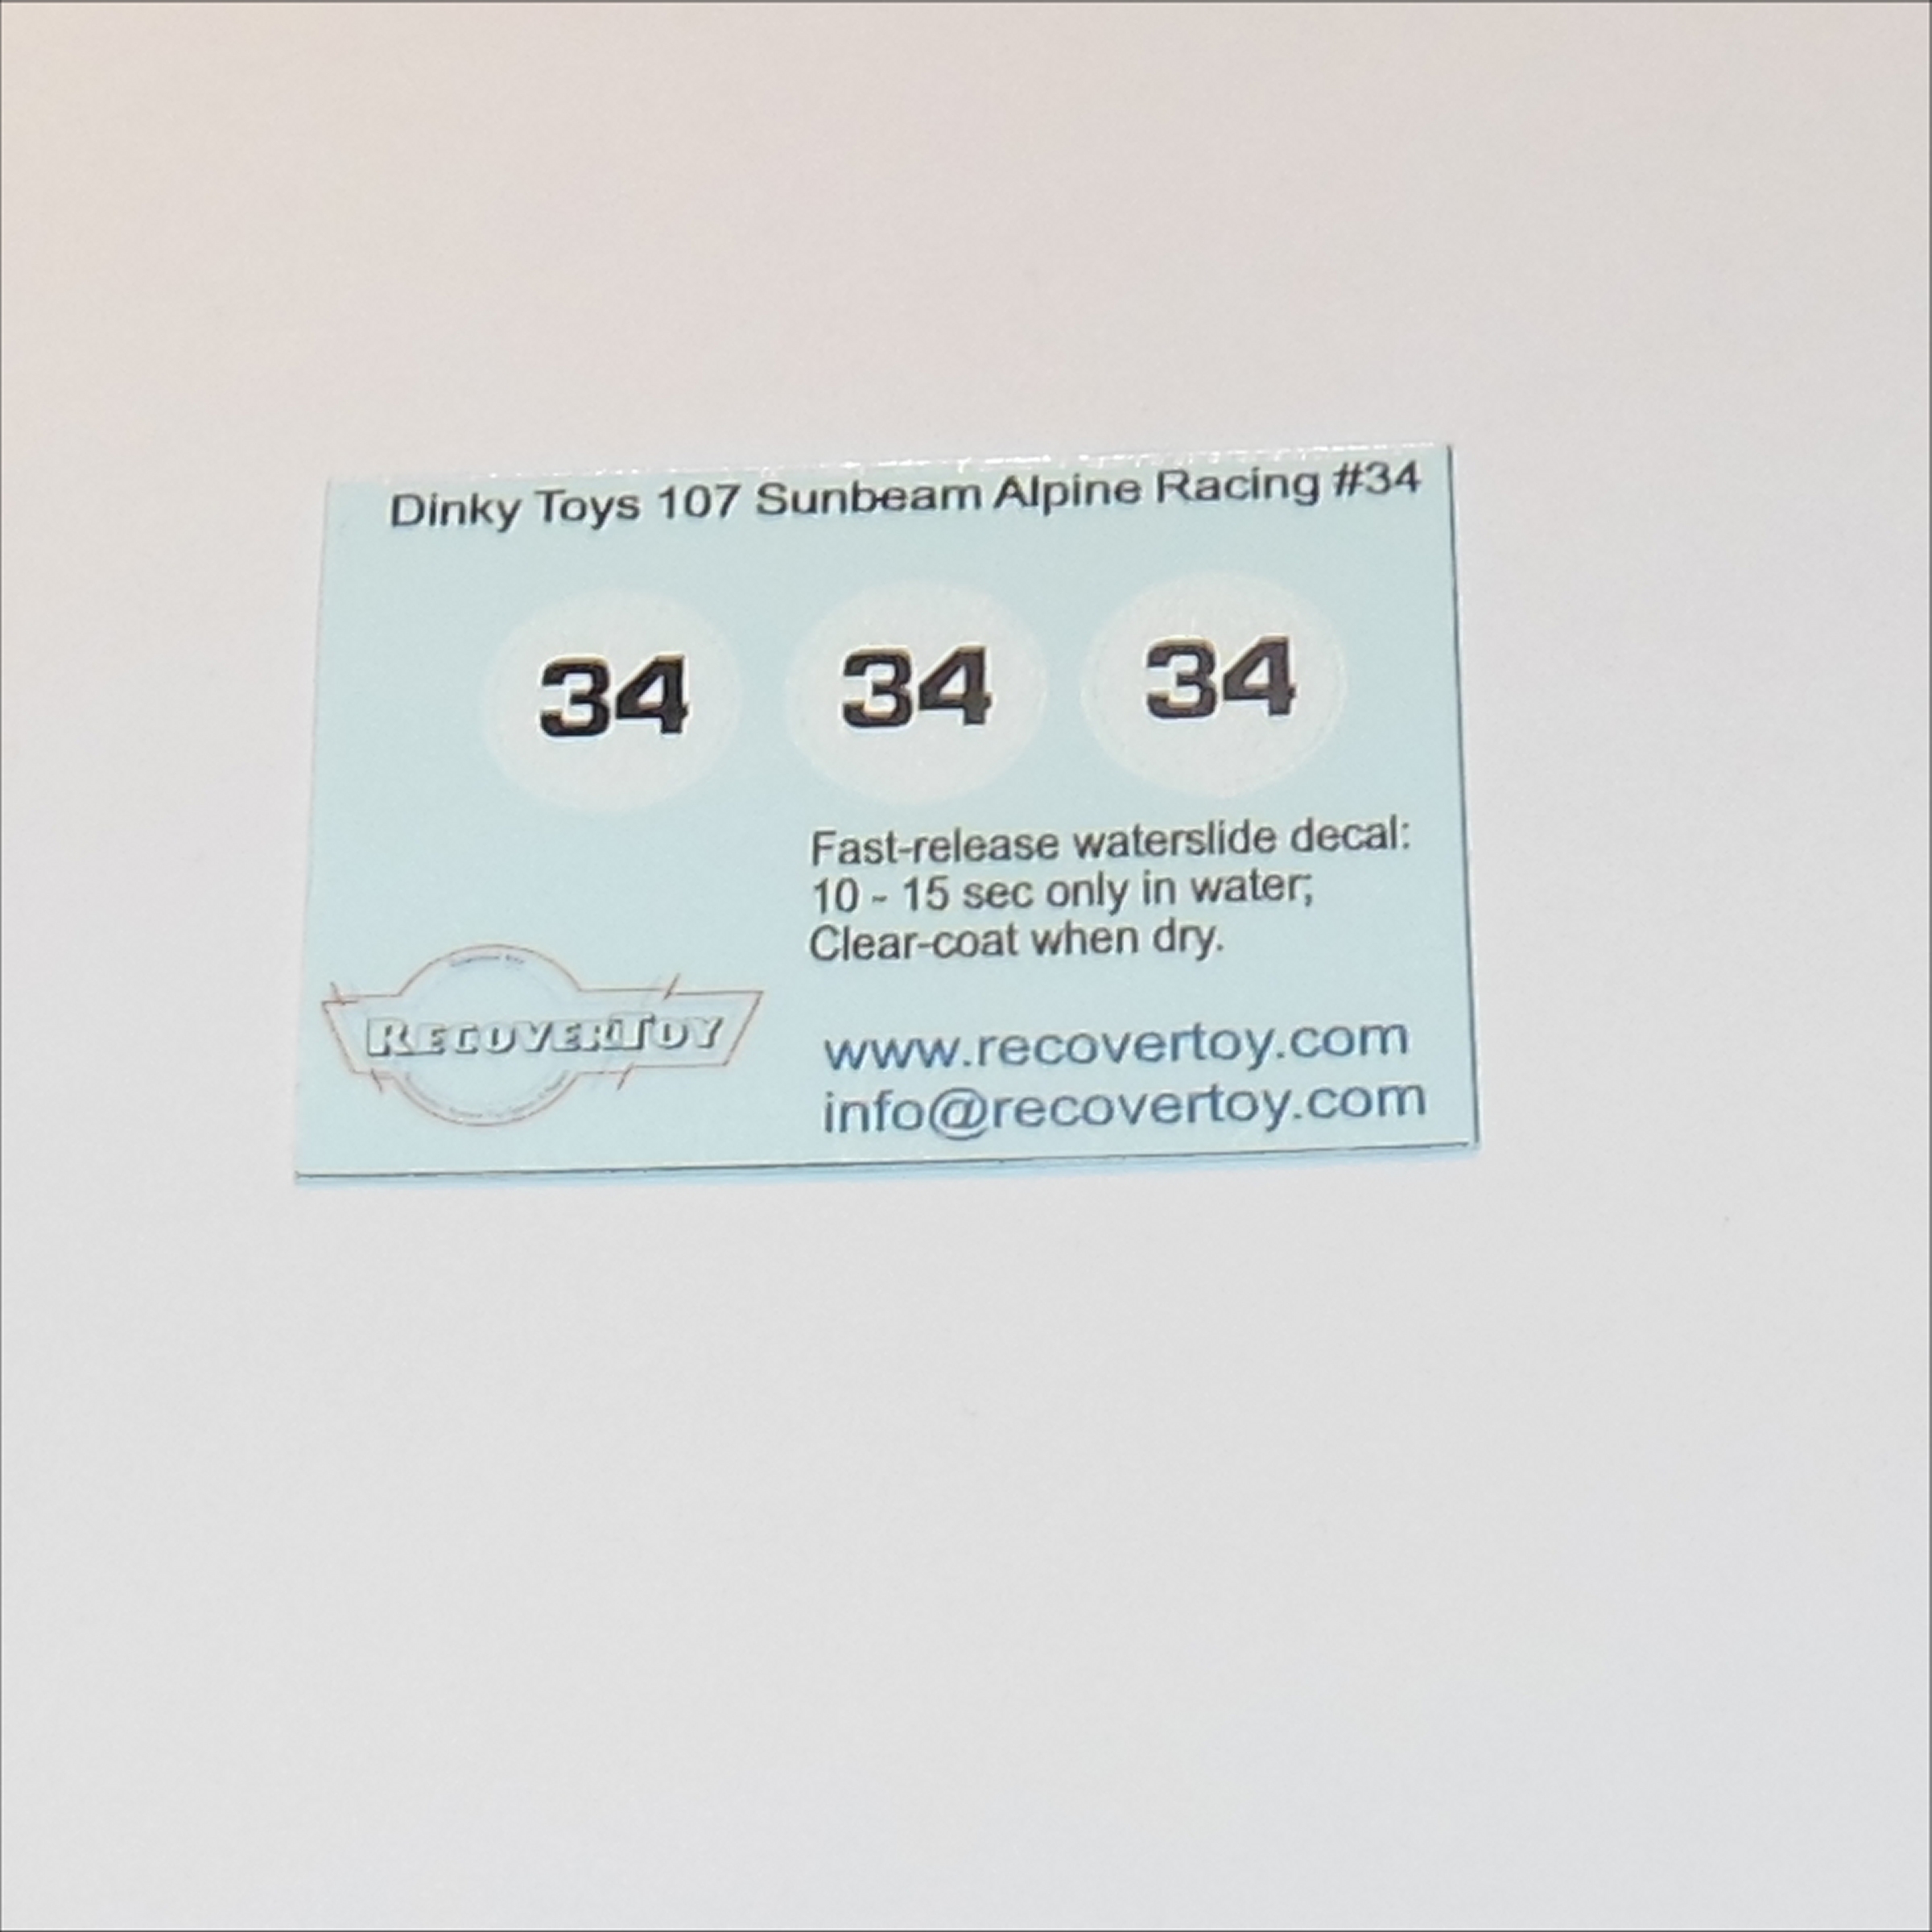 Dinky Toys 107 Sunbeam Alpine Racing #34
34 34 34
Fast-release waterslide decal:
10 - 15 sec only in water;
Clear-coat when dry.
RECOVERTOY
www.recovertoy.com
info@recovertoy.com